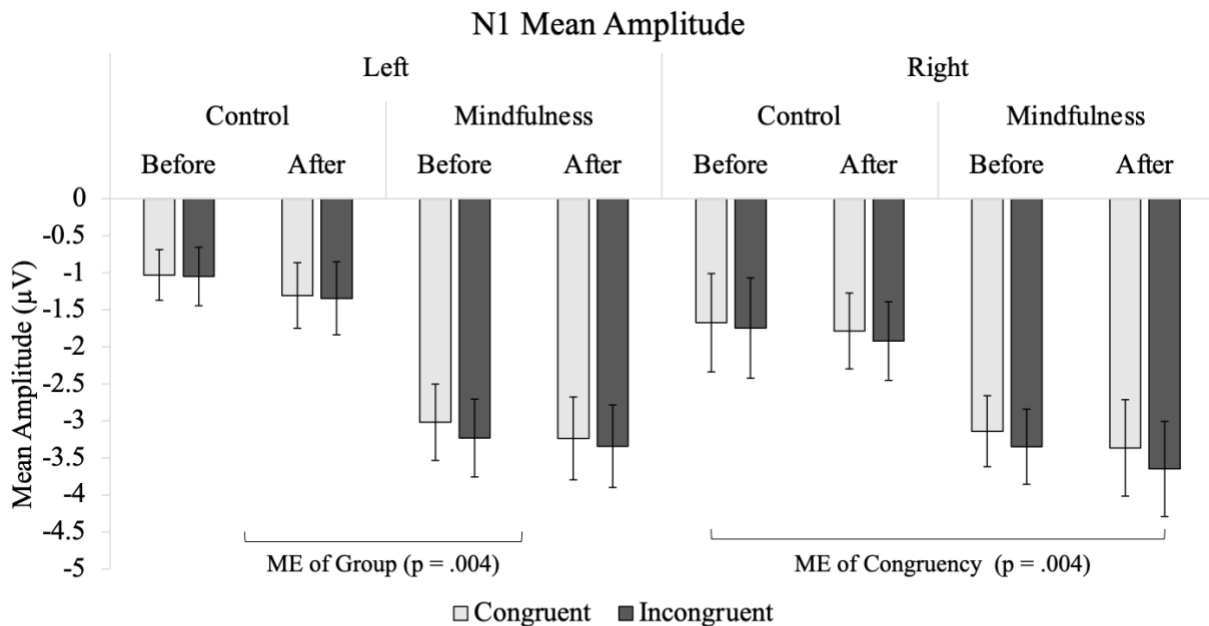 N1 Mean Amplitude
Left Right
Control Mindfulness Control Mindfulness
Before After Before After Before After Before After
Mean Amplitude (μV)
0
-0.5
-1
-1.5
-2
-2.5
-3
-3.5
-4
-4.5
-5
ME of Group (p = .004) ME of Congruency (p = .004)
Congruent Incongruent